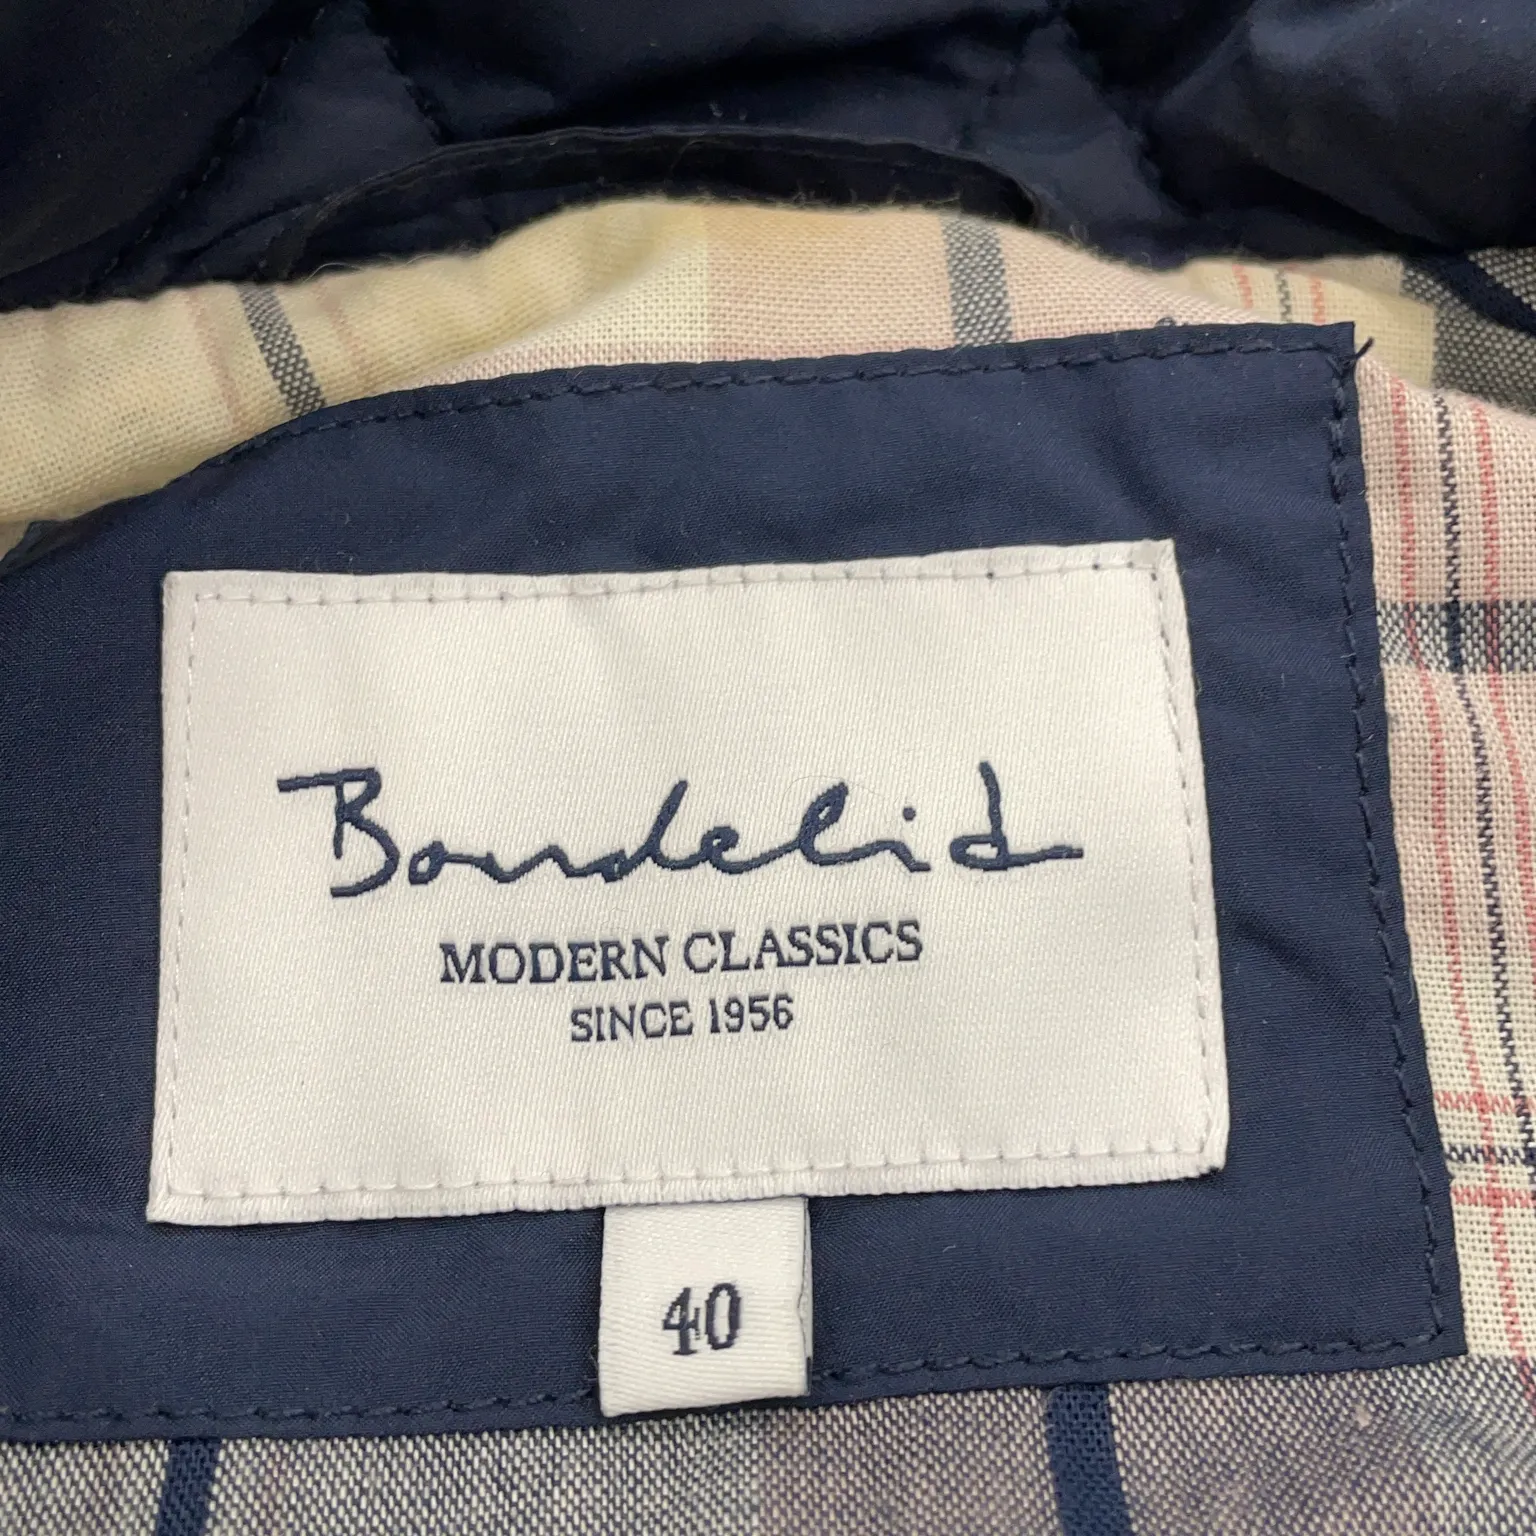 Bondelid
MODERN CLASSICS
SINCE 1956
40